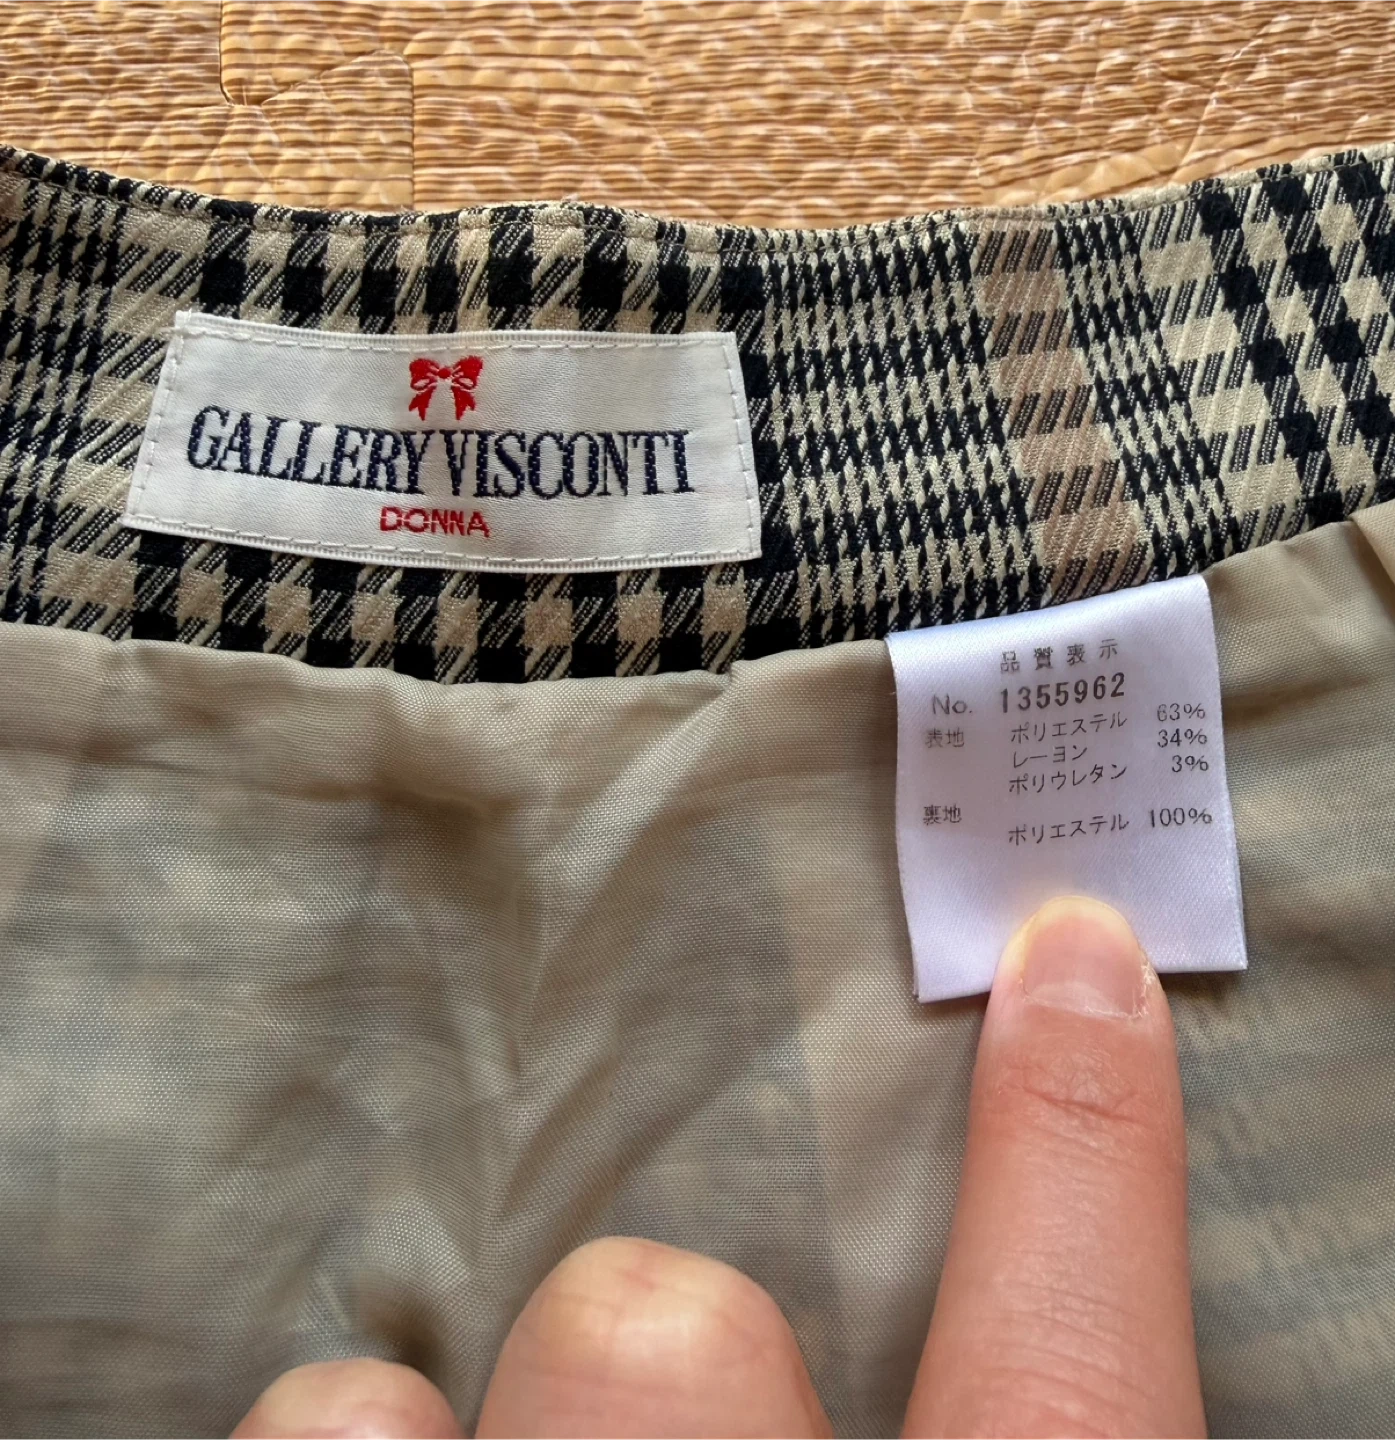 GALLERY VISCONTI
DONNA
品質表示
No. 1355962
表地 ポリエステル 63%
レーヨン 34%
ポリウレタン 3%
裏地 ポリエステル 100%